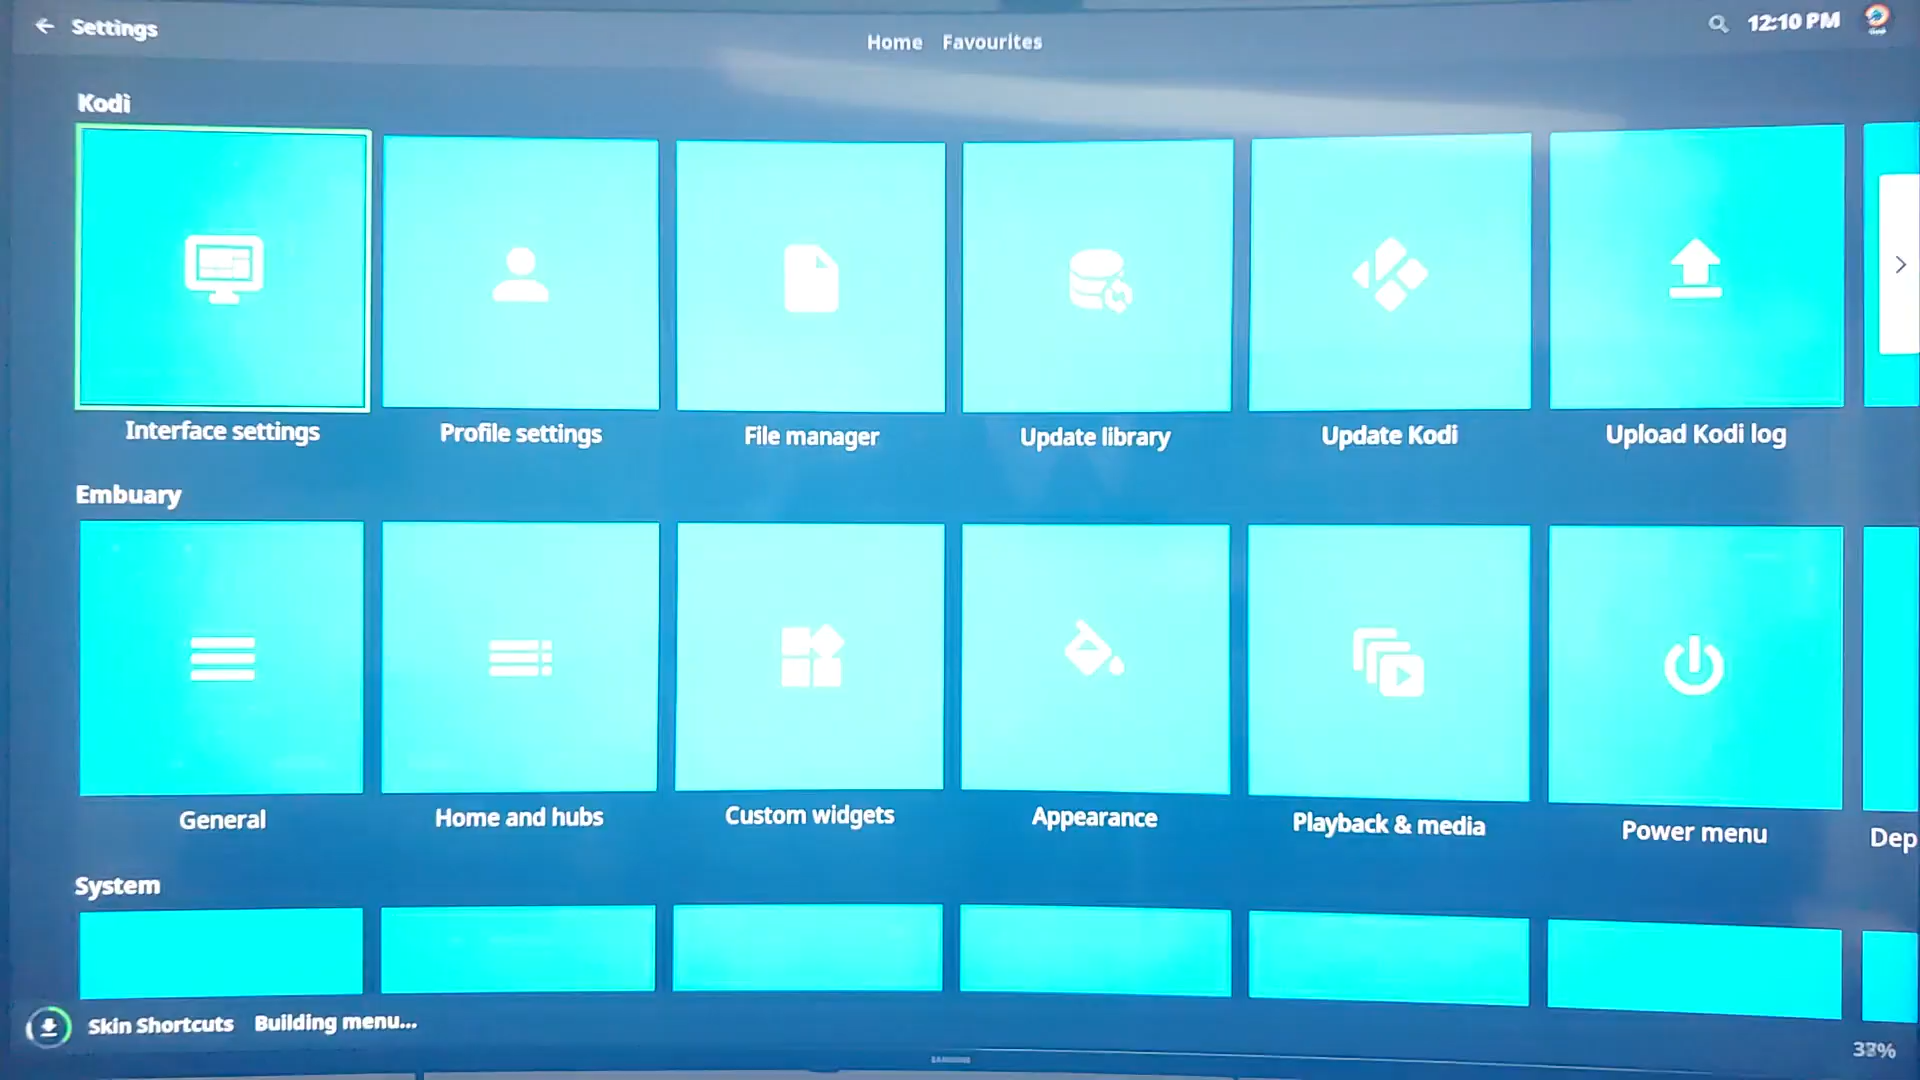 Settings
Home Favourites
12:10 PM
Kodi
Interface settings
Profile settings
File manager
Update library
Update Kodi
Upload Kodi log
Embuary
General
Home and hubs
Custom widgets
Appearance
Playback & media
Power menu
Dep
System
Skin Shortcuts Building menu...
SAMSUNG